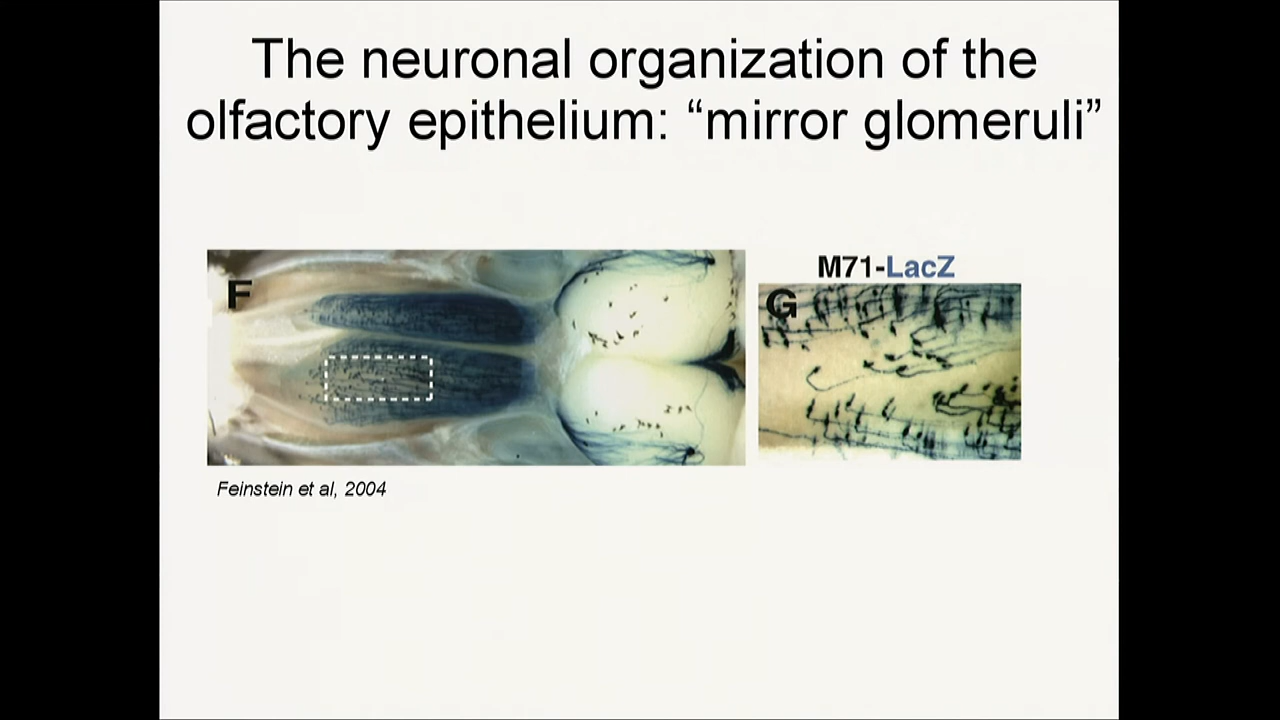 The neuronal organization of the
olfactory epithelium: “mirror glomeruli”
F
M71-LacZ
G
Feinstein et al, 2004